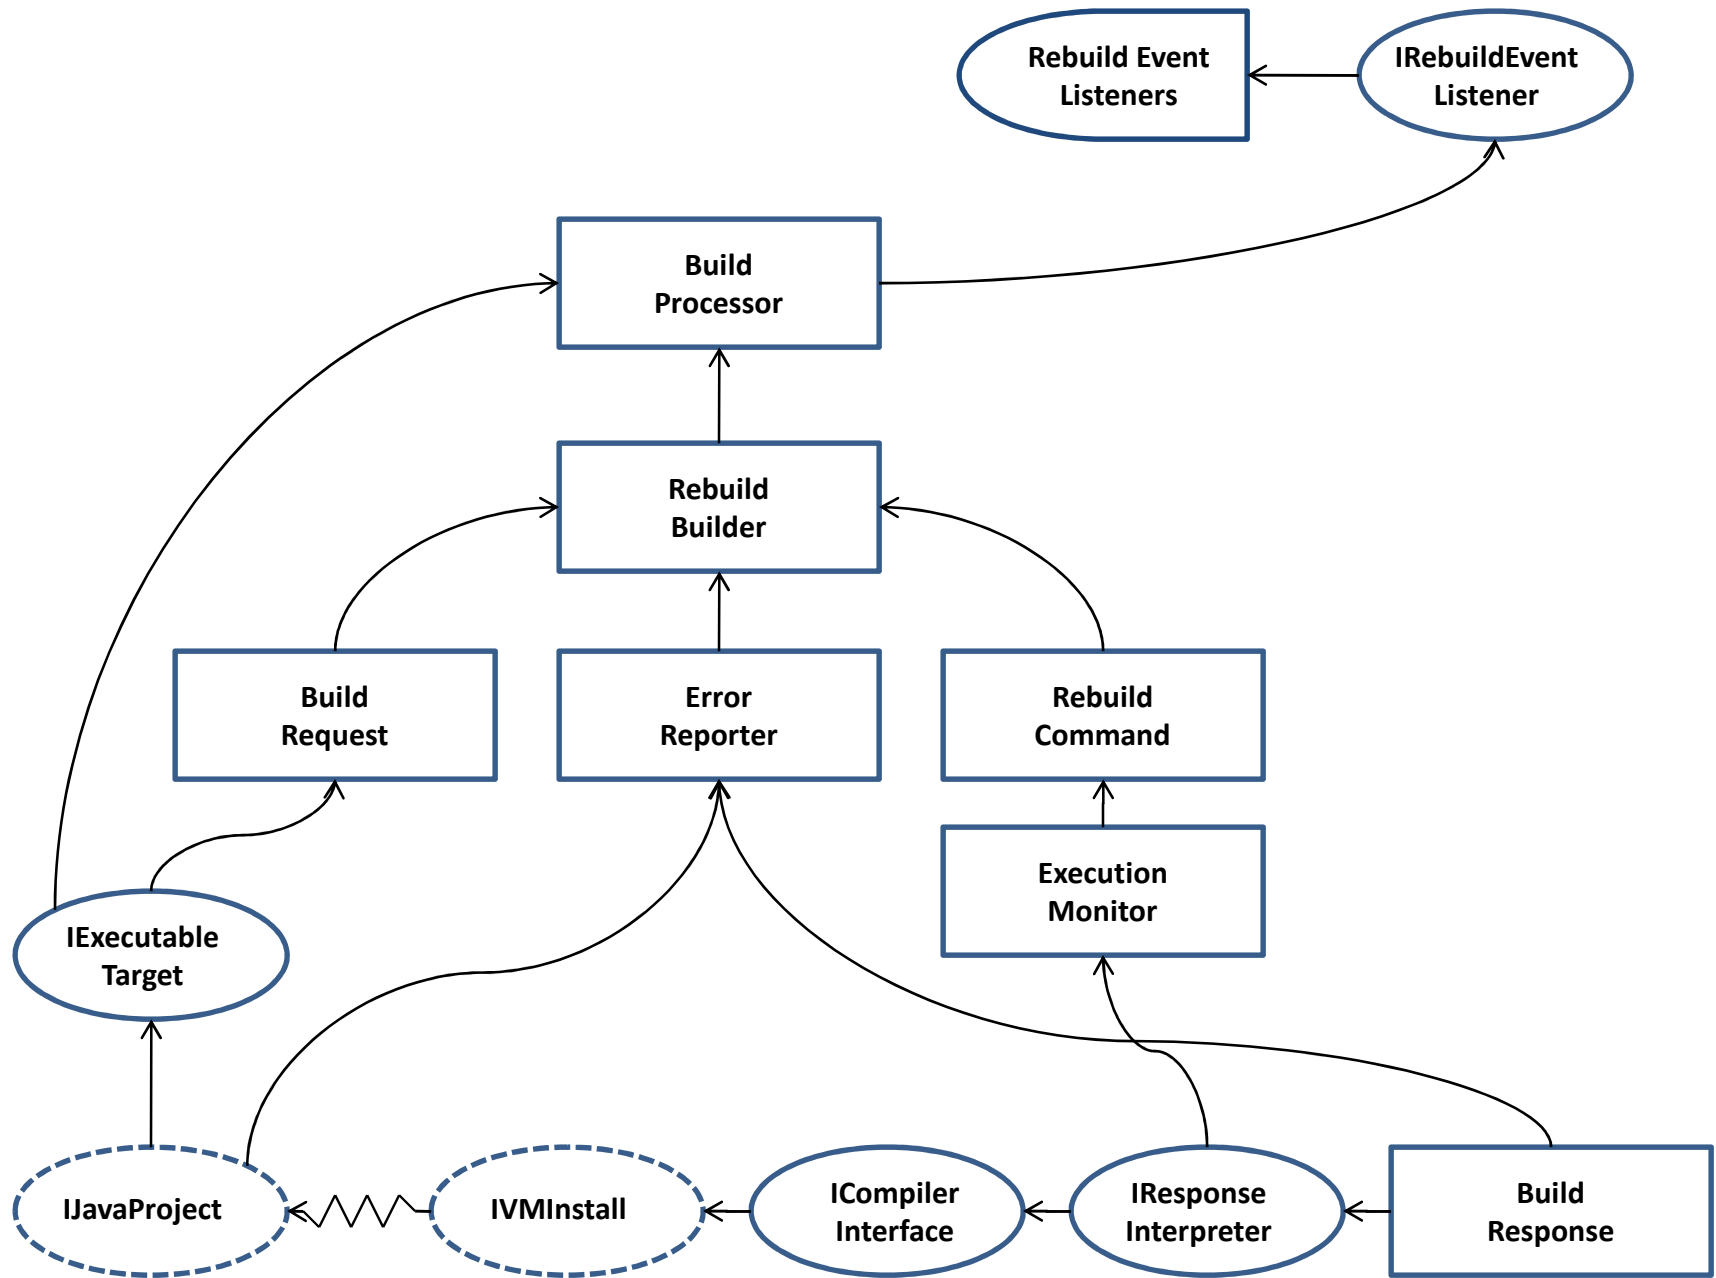 Rebuild Event
Listeners
IRebuildEvent
Listener
Build
Processor
Rebuild
Builder
Build
Request
Error
Reporter
Rebuild
Command
Execution
Monitor
IExecutable
Target
IJavaProject
IVMInstall
ICompiler
Interface
IResponse
Interpreter
Build
Response